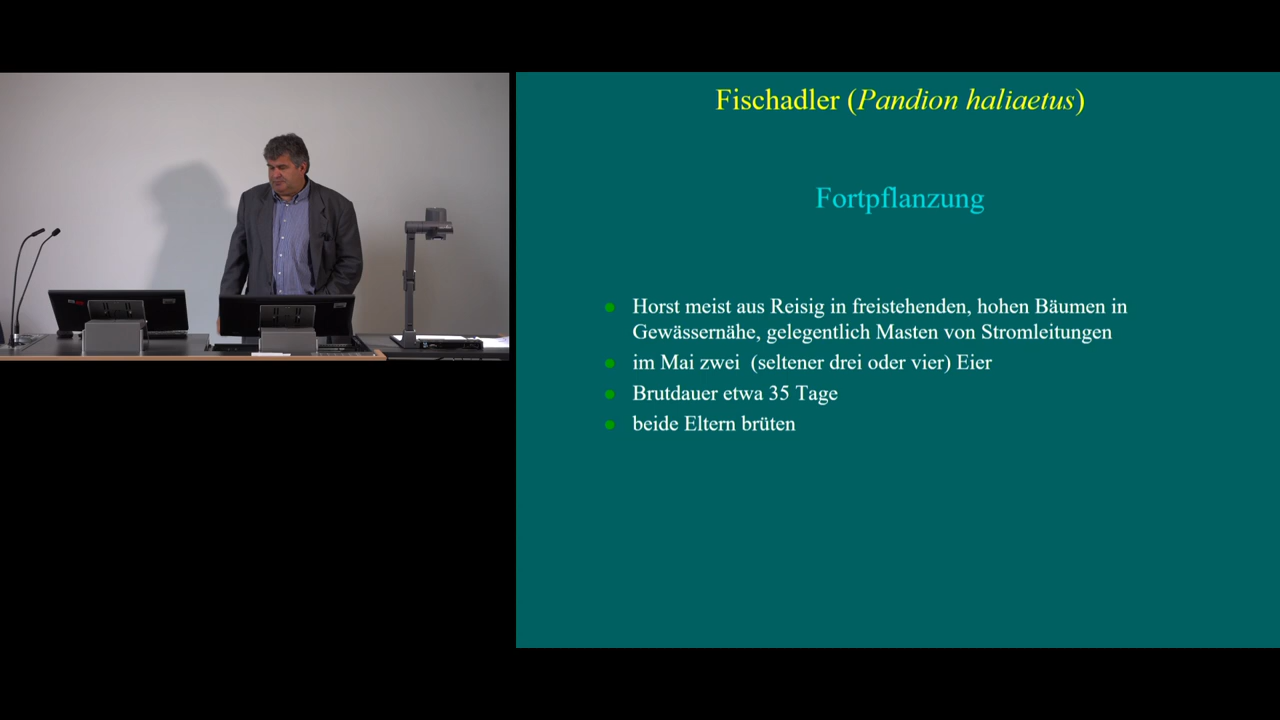 Fischadler (Pandion haliaetus)
Fortpflanzung
Horst meist aus Reisig in freistehenden, hohen Bäumen in
Gewässernähe, gelegentlich Masten von Stromleitungen
im Mai zwei  (seltener drei oder vier) Eier
Brutdauer etwa 35 Tage
beide Eltern brüten